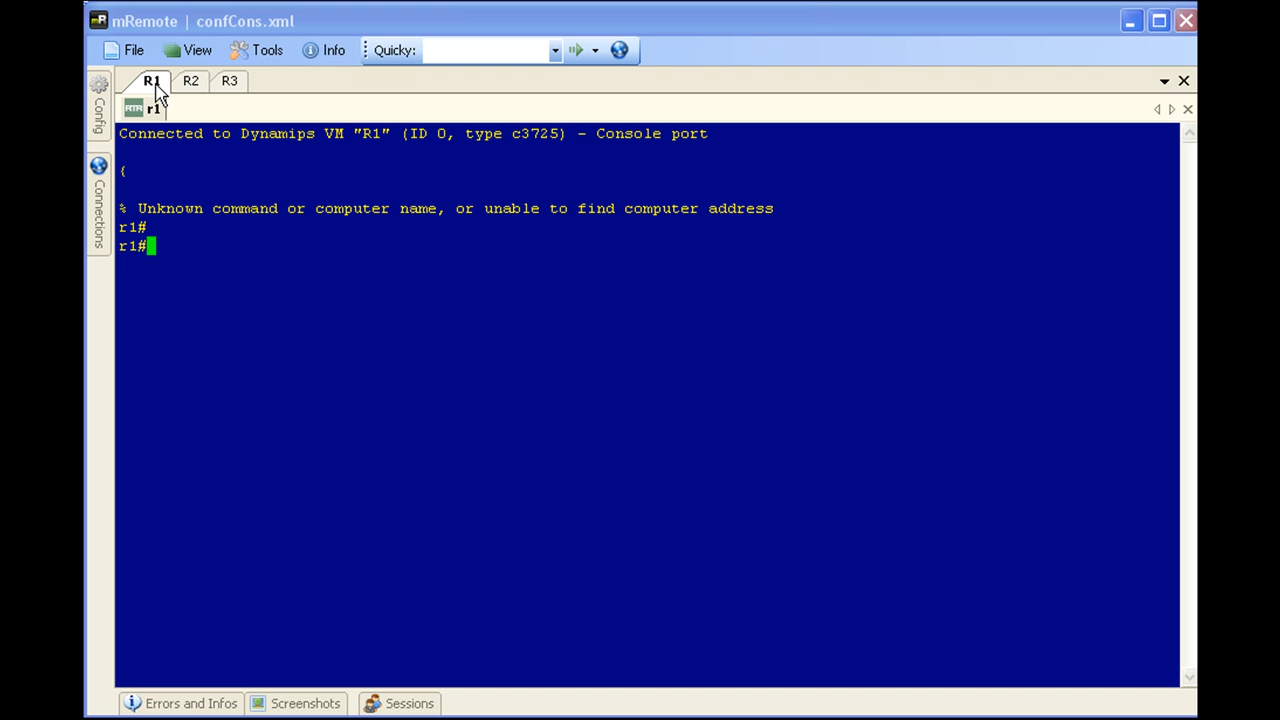 mRemote | confCons.xml
File View Tools Info Quicky:
R1 R2 R3
r1
Config
Connections
Connected to Dynamips VM "R1" (ID 0, type c3725) - Console port
{
% Unknown command or computer name, or unable to find computer address
r1#
r1#
Errors and Infos Screenshots Sessions